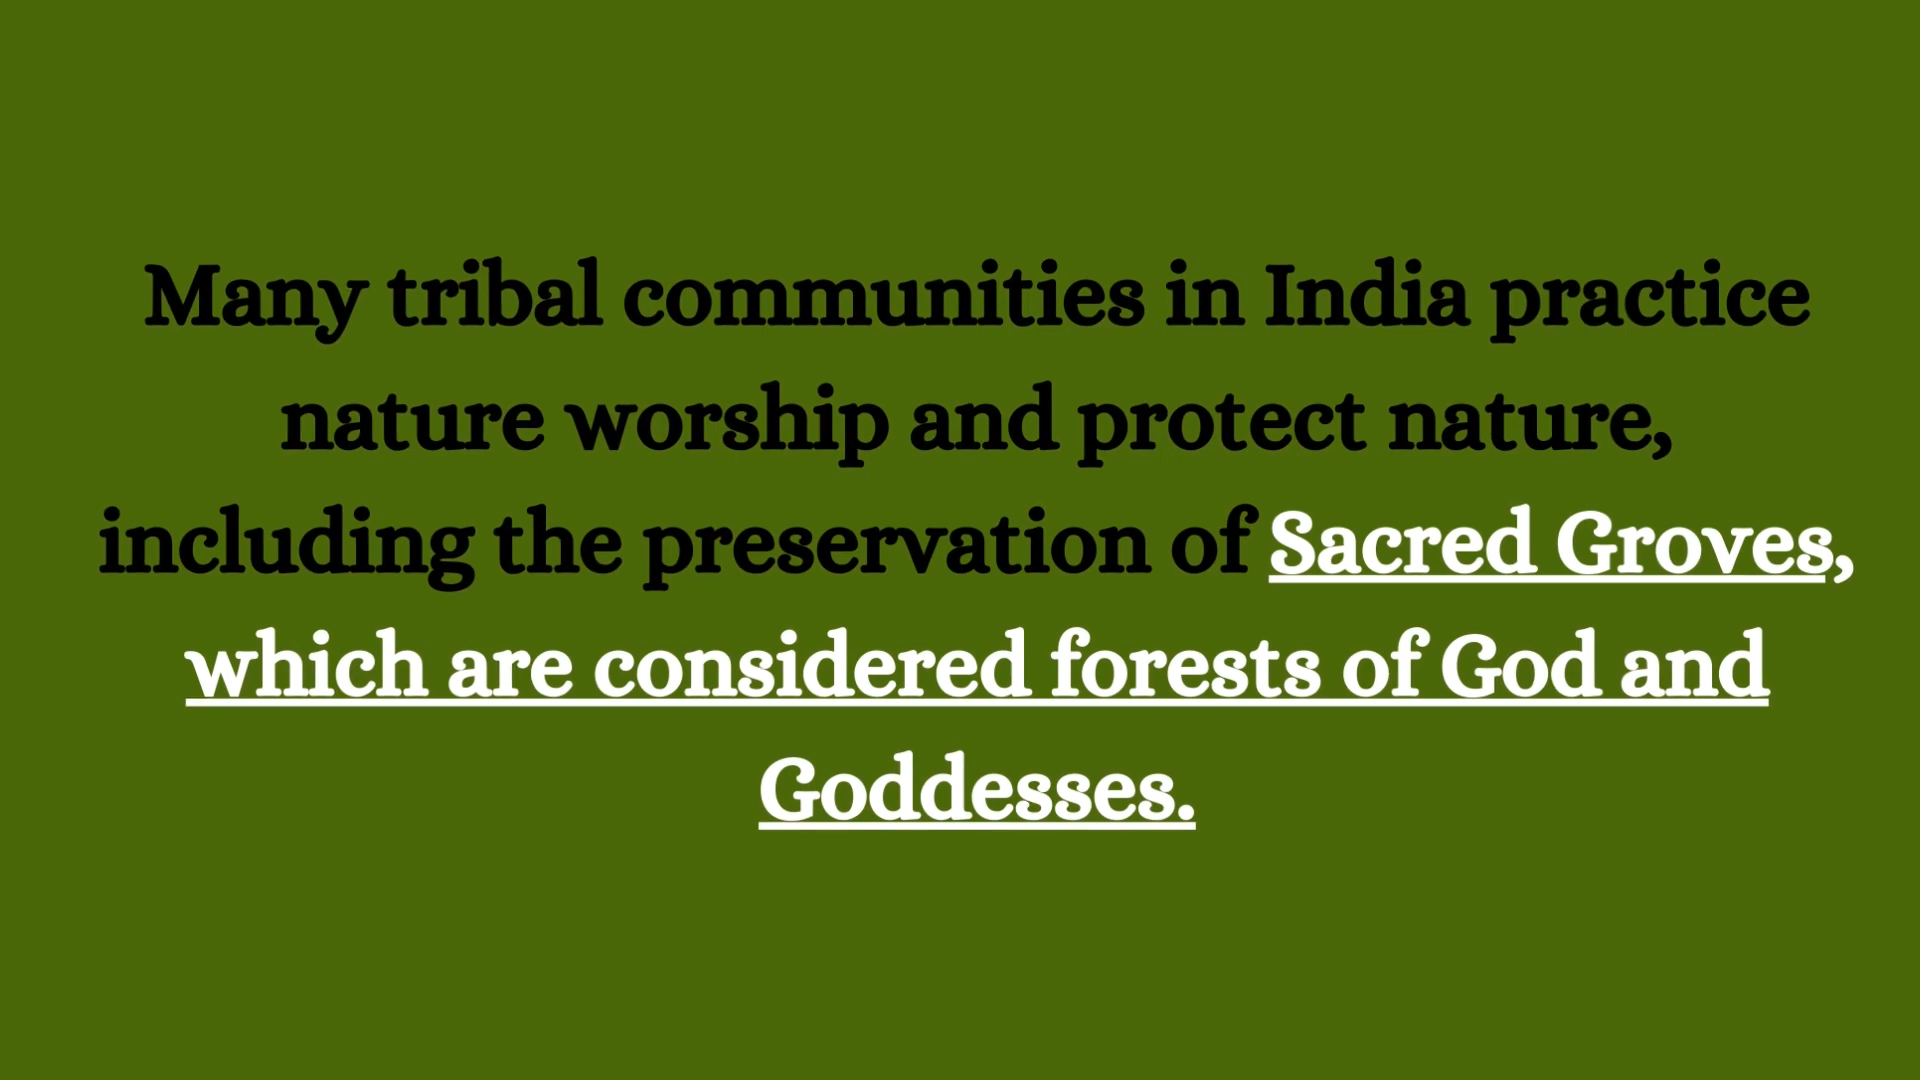 Many tribal communities in India practice
nature worship and protect nature,
including the preservation of Sacred Groves,
which are considered forests of God and
Goddesses.